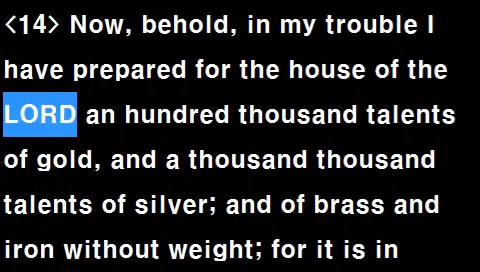 <14> Now, behold, in my trouble I
have prepared for the house of the
LORD an hundred thousand talents
of gold, and a thousand thousand
talents of silver; and of brass and
iron without weight; for it is in